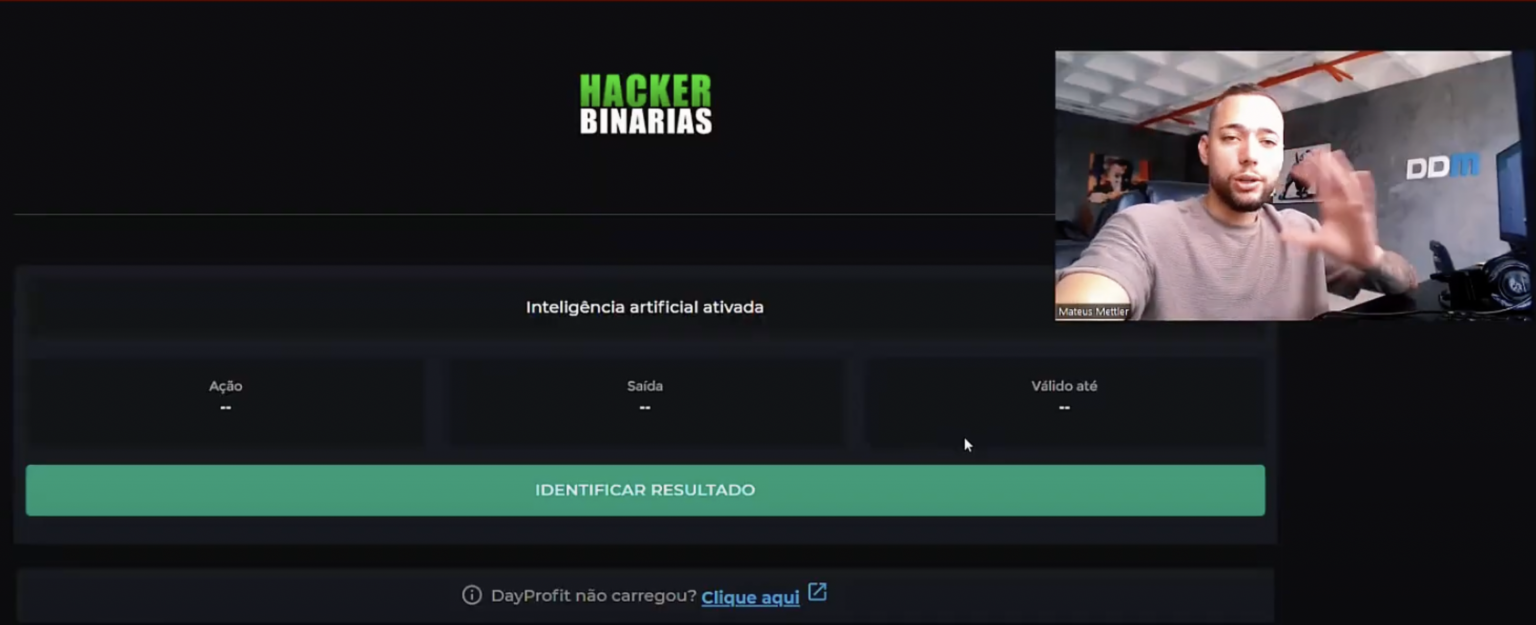 HACKER
BINARIAS
DDM
Mateus Mettler
Inteligência artificial ativada
Ação
--
Saída
--
Válido até
--
IDENTIFICAR RESULTADO
DayProfit não carregou? Clique aqui